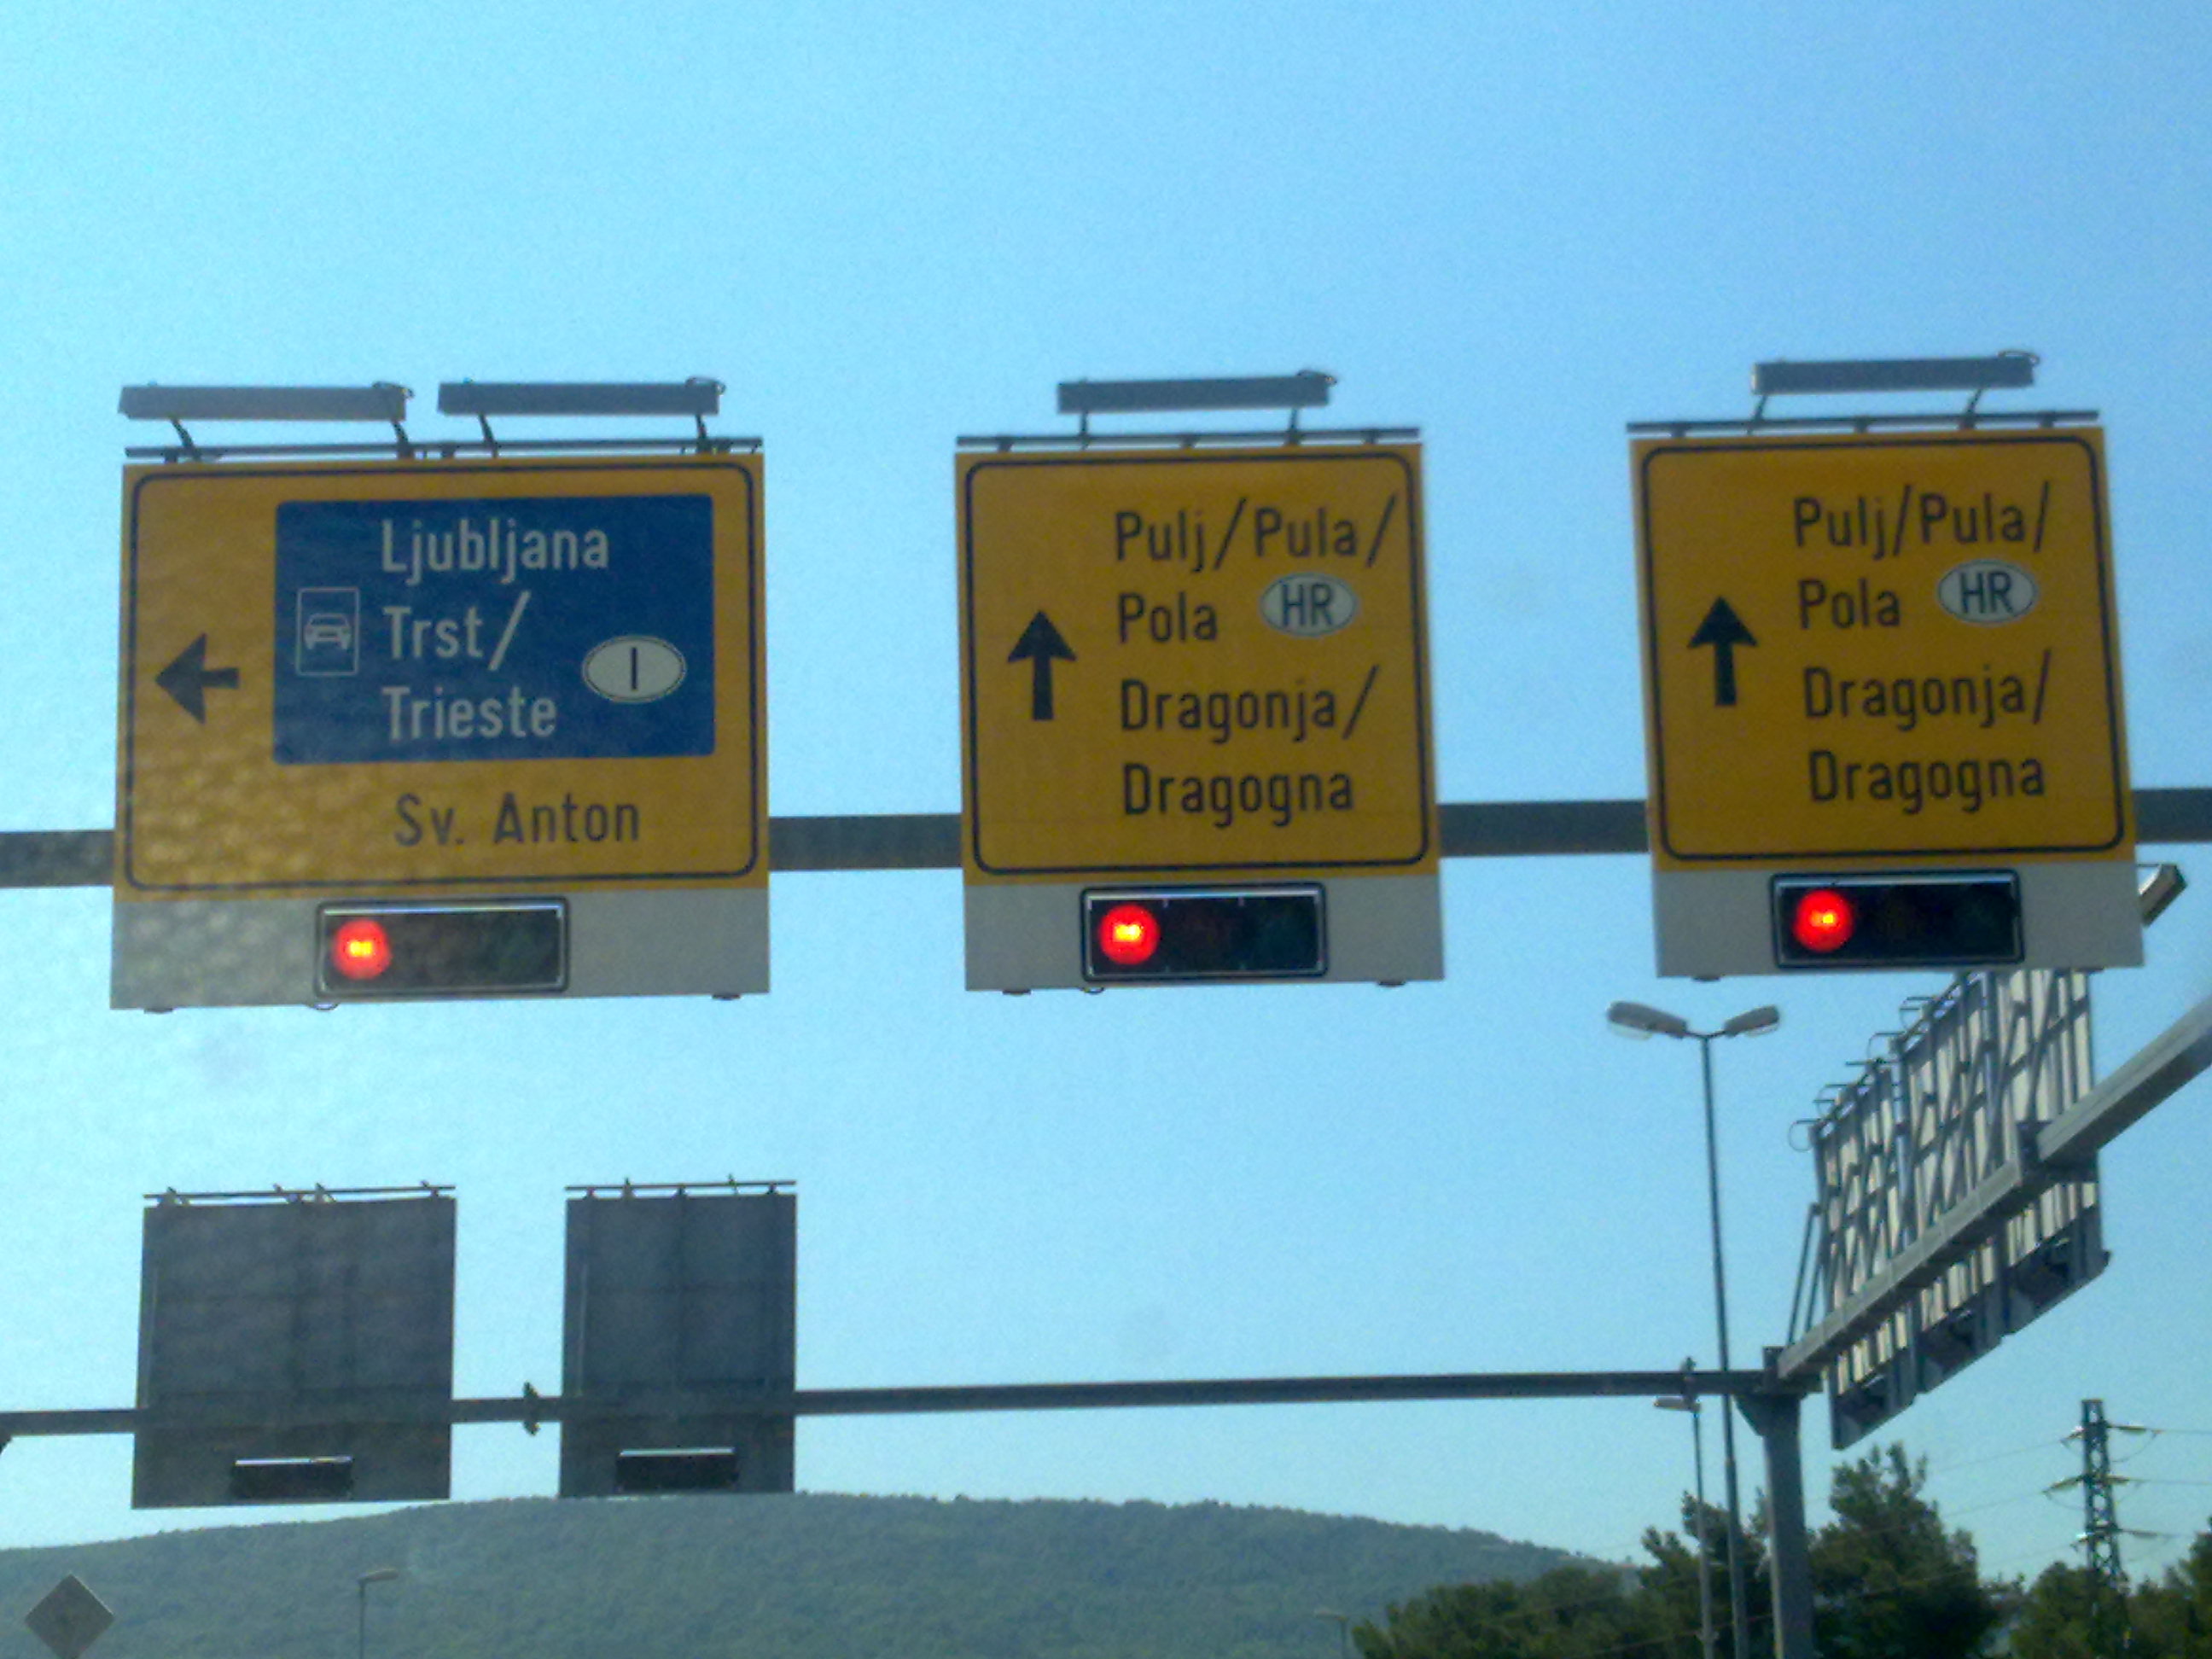 Ljubljana
Trst/
Trieste
I
Sv. Anton
Pulj/Pula/
Pola HR
Dragonja/
Dragogna
Pulj/Pula/
Pola HR
Dragonja/
Dragogna